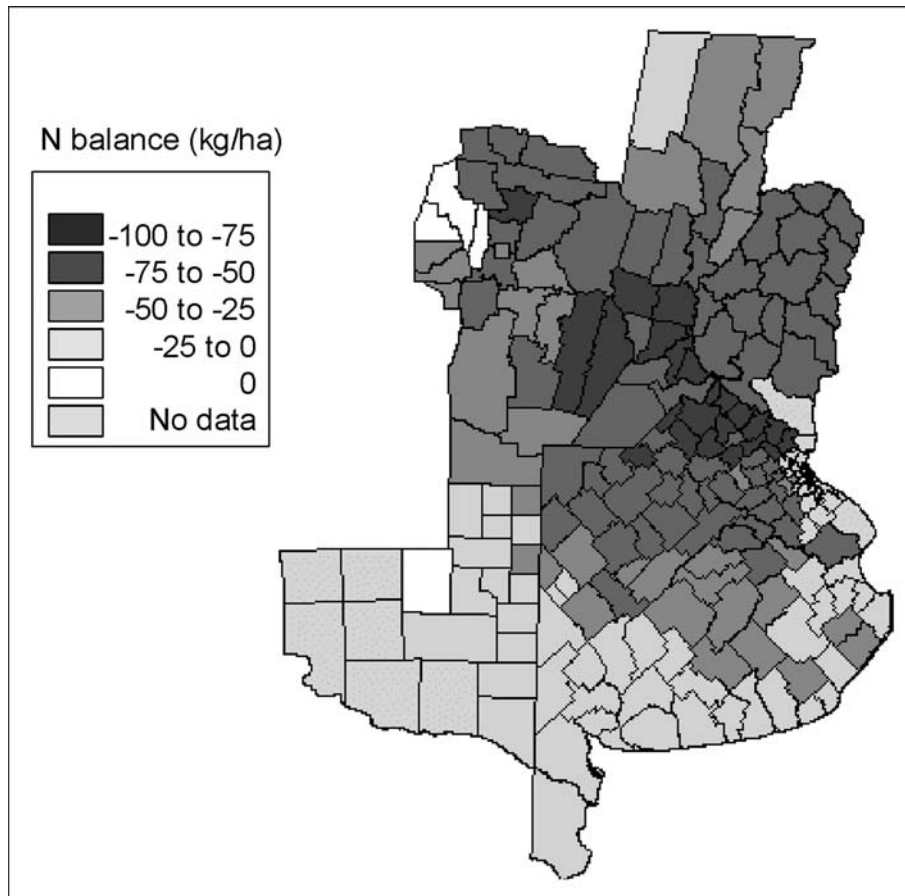 N balance (kg/ha)
-100 to -75
-75 to -50
-50 to -25
-25 to 0
0
No data